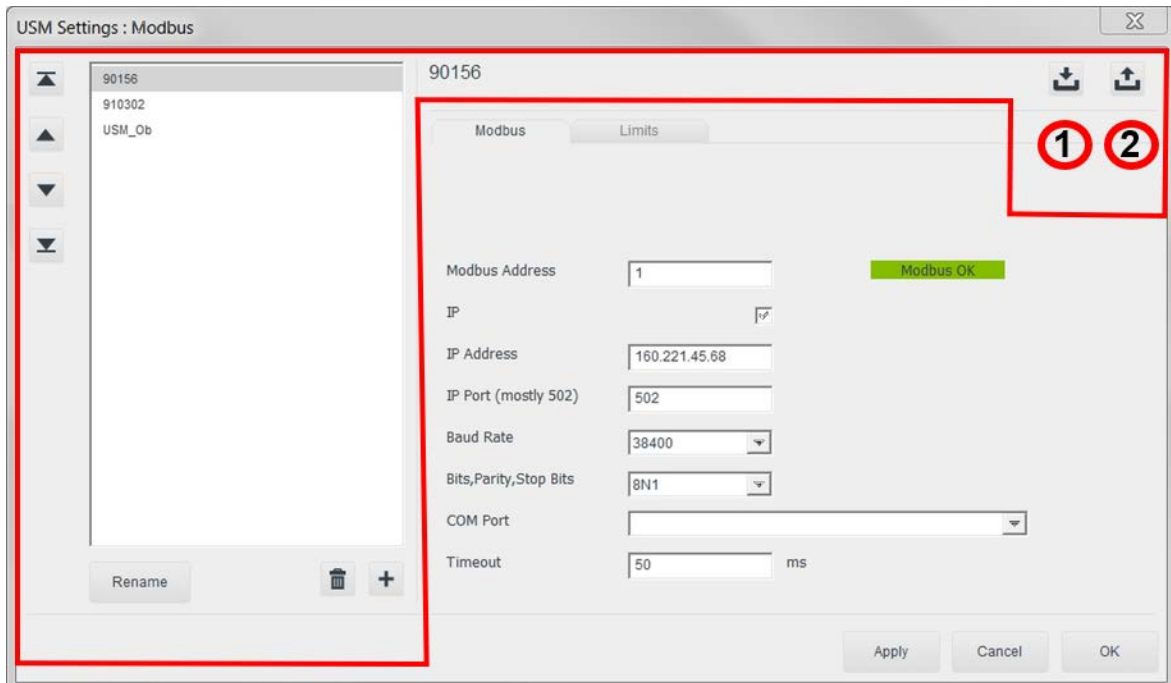 USM Settings : Modbus
90156
910302
USM_Ob
90156
1
2
Modbus
Limits
Modbus Address
1
Modbus OK
IP
IP Address
160.221.45.68
IP Port (mostly 502)
502
Baud Rate
38400
Bits,Parity,Stop Bits
8N1
COM Port
Timeout
50
ms
Rename
Apply
Cancel
OK